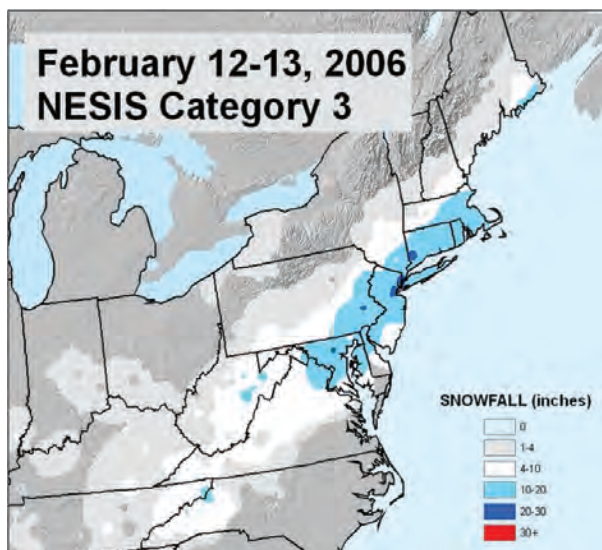 February 12-13, 2006
NESIS Category 3
SNOWFALL (inches)
0
1-4
4-10
10-20
20-30
30+